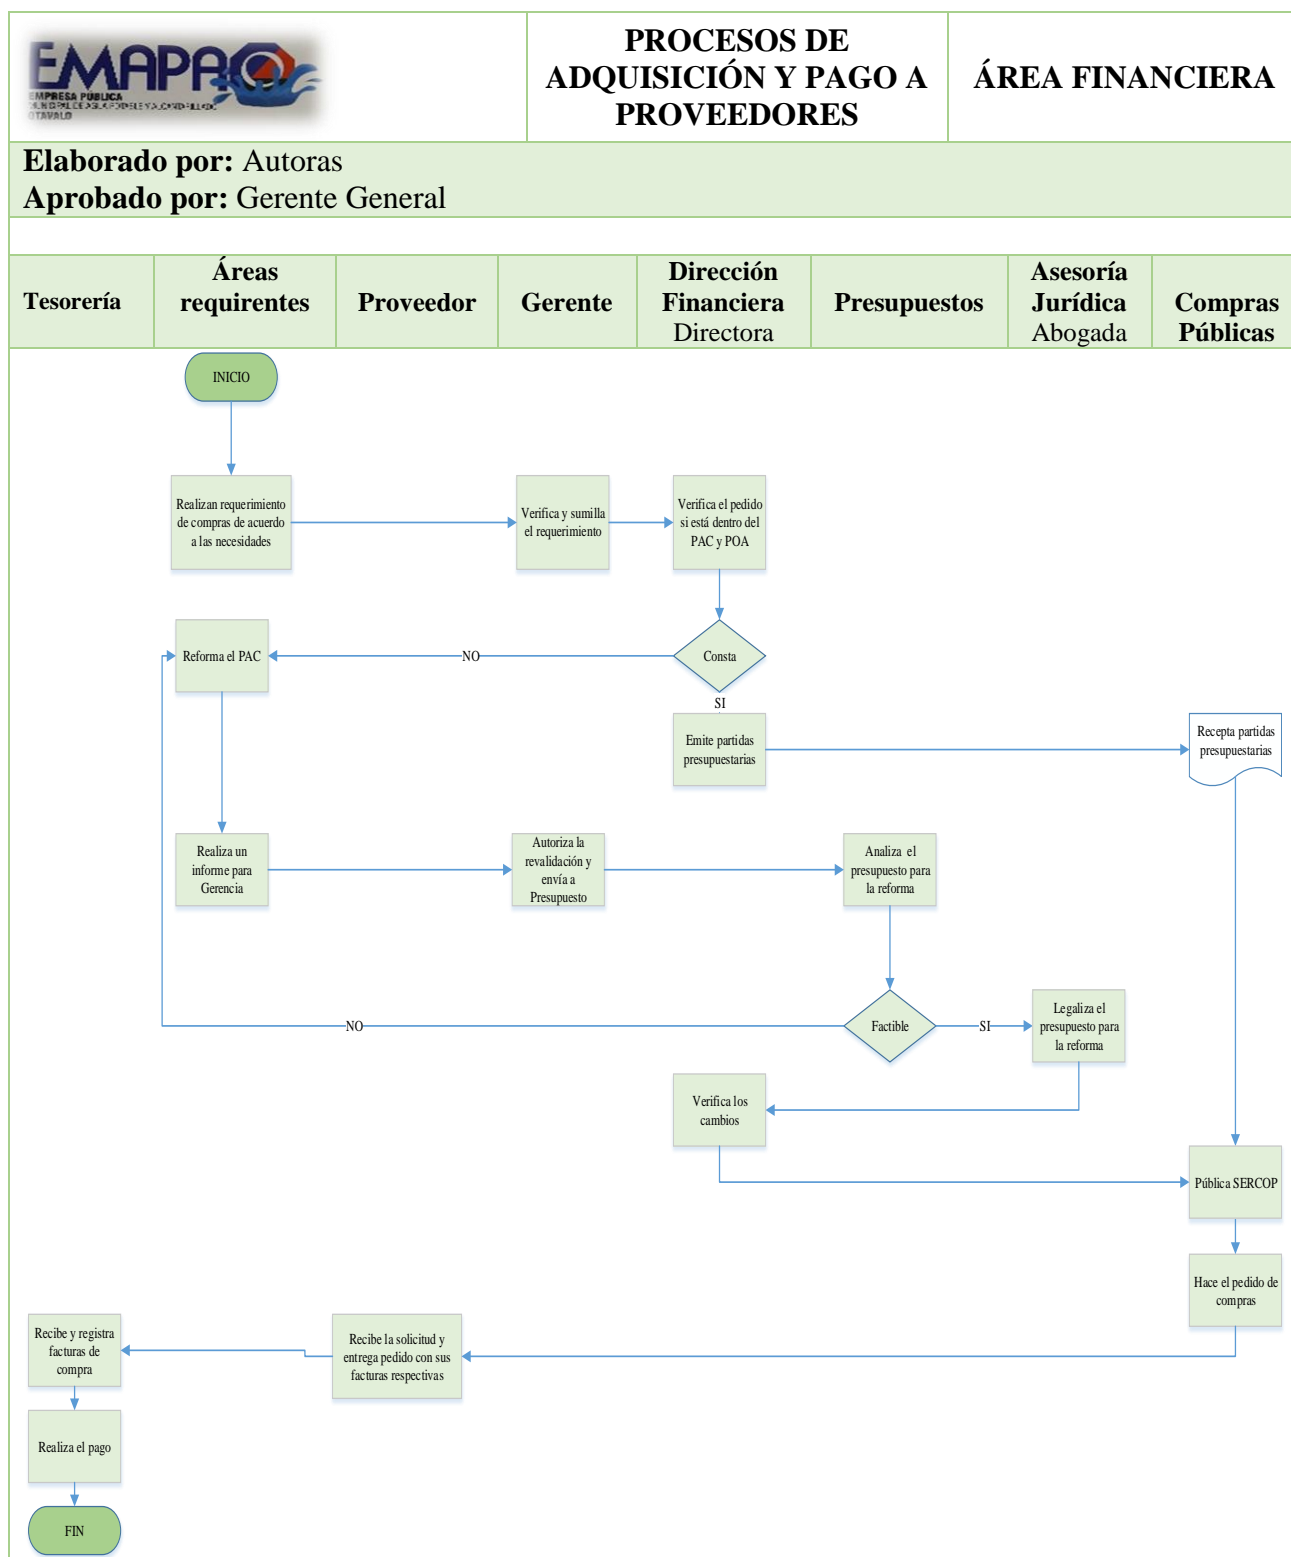 EMAPAO
EMPRESA PÚBLICA
OTAVALO
PROCESOS DE
ADQUISICIÓN Y PAGO A
PROVEEDORES
ÁREA FINANCIERA
Elaborado por: Autoras
Aprobado por: Gerente General
Tesorería
Áreas
requirentes
Proveedor
Gerente
Dirección
Financiera
Directora
Presupuestos
Asesoría
Jurídica
Abogada
Compras
Públicas
INICIO
Realizan requerimiento
de compras de acuerdo
a las necesidades
Verifica y sumilla
el requerimiento
Verifica el pedido
si está dentro del
PAC y POA
Reforma el PAC
NO
Consta
SI
Emite partidas
presupuestarias
Recepta partidas
presupuestarias
Realiza un
informe para
Gerencia
Autoriza la
revalidación y
envía a
Presupuesto
Analiza el
presupuesto para
la reforma
NO
Factible
SI
Legaliza el
presupuesto para
la reforma
Verifica los
cambios
Pública SERCOP
Hace el pedido de
compras
Recibe y registra
facturas de
compra
Recibe la solicitud y
entrega pedido con sus
facturas respectivas
Realiza el pago
FIN